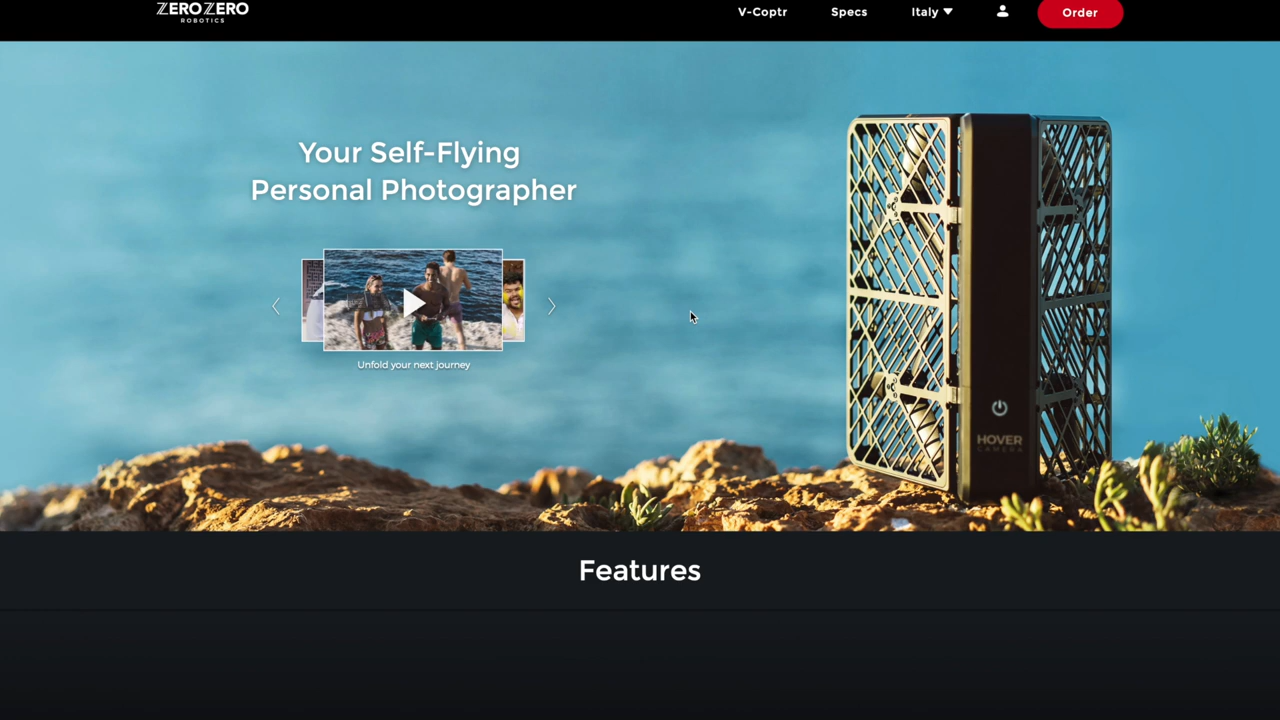 ZEROZERO
ROBOTICS
V-Coptr
Specs
Italy
Order
Your Self-Flying
Personal Photographer
Unfold your next journey
HOVER
CAMERA
Features